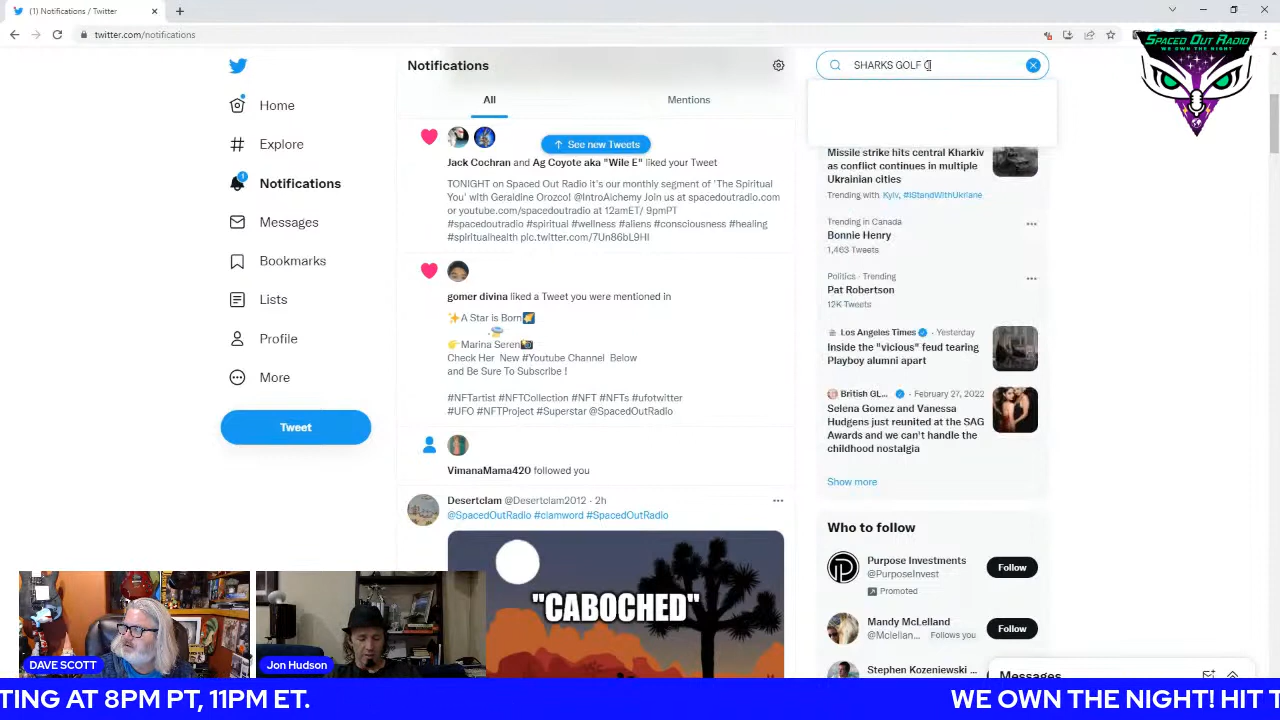 (1) Notifications / Twitter
twitter.com/notifications
Home
Explore
1
Notifications
Messages
Bookmarks
Lists
Profile
More
Tweet
Notifications
All
Mentions
See new Tweets
Jack Cochran and Ag Coyote aka "Wile E" liked your Tweet
TONIGHT on Spaced Out Radio it's our monthly segment of 'The Spiritual
You' with Geraldine Orozco! @IntroAlchemy Join us at spacedoutradio.com
or youtube.com/spacedoutradio at 12amET/ 9pmPT
#spacedoutradio #spiritual #wellness #aliens #consciousness #healing
#spiritualhealth pic.twitter.com/7Un86bL9HI
gomer divina liked a Tweet you were mentioned in
✨A Star is Born🌠
👉Marina Seren📸
Check Her New #Youtube Channel Below
and Be Sure To Subscribe !
#NFTartist #NFTCollection #NFT #NFTs #ufotwitter
#UFO #NFTProject #Superstar @SpacedOutRadio
VimanaMama420 followed you
Desertclam @Desertclam2012 · 2h
@SpacedOutRadio #clamword #SpacedOutRadio
"CABOCHED"
SHARKS GOLF
Missile strike hits central Kharkiv
as conflict continues in multiple
Ukrainian cities
Trending with Kyiv, #IStandWithUkriane
Trending in Canada
Bonnie Henry
1,463 Tweets
Politics · Trending
Pat Robertson
12K Tweets
Los Angeles Times · Yesterday
Inside the "vicious" feud tearing
Playboy alumni apart
British GL... · February 27, 2022
Selena Gomez and Vanessa
Hudgens just reunited at the SAG
Awards and we can't handle the
childhood nostalgia
Show more
Who to follow
Purpose Investments
@PurposeInvest
Follow
Promoted
Mandy McLelland
@Mclellan... Follows you
Follow
Stephen Kozeniewski ...
Messages
SPACED OUT RADIO
WE OWN THE NIGHT
DAVE SCOTT
Jon Hudson
TING AT 8PM PT, 11PM ET.
WE OWN THE NIGHT! HIT T